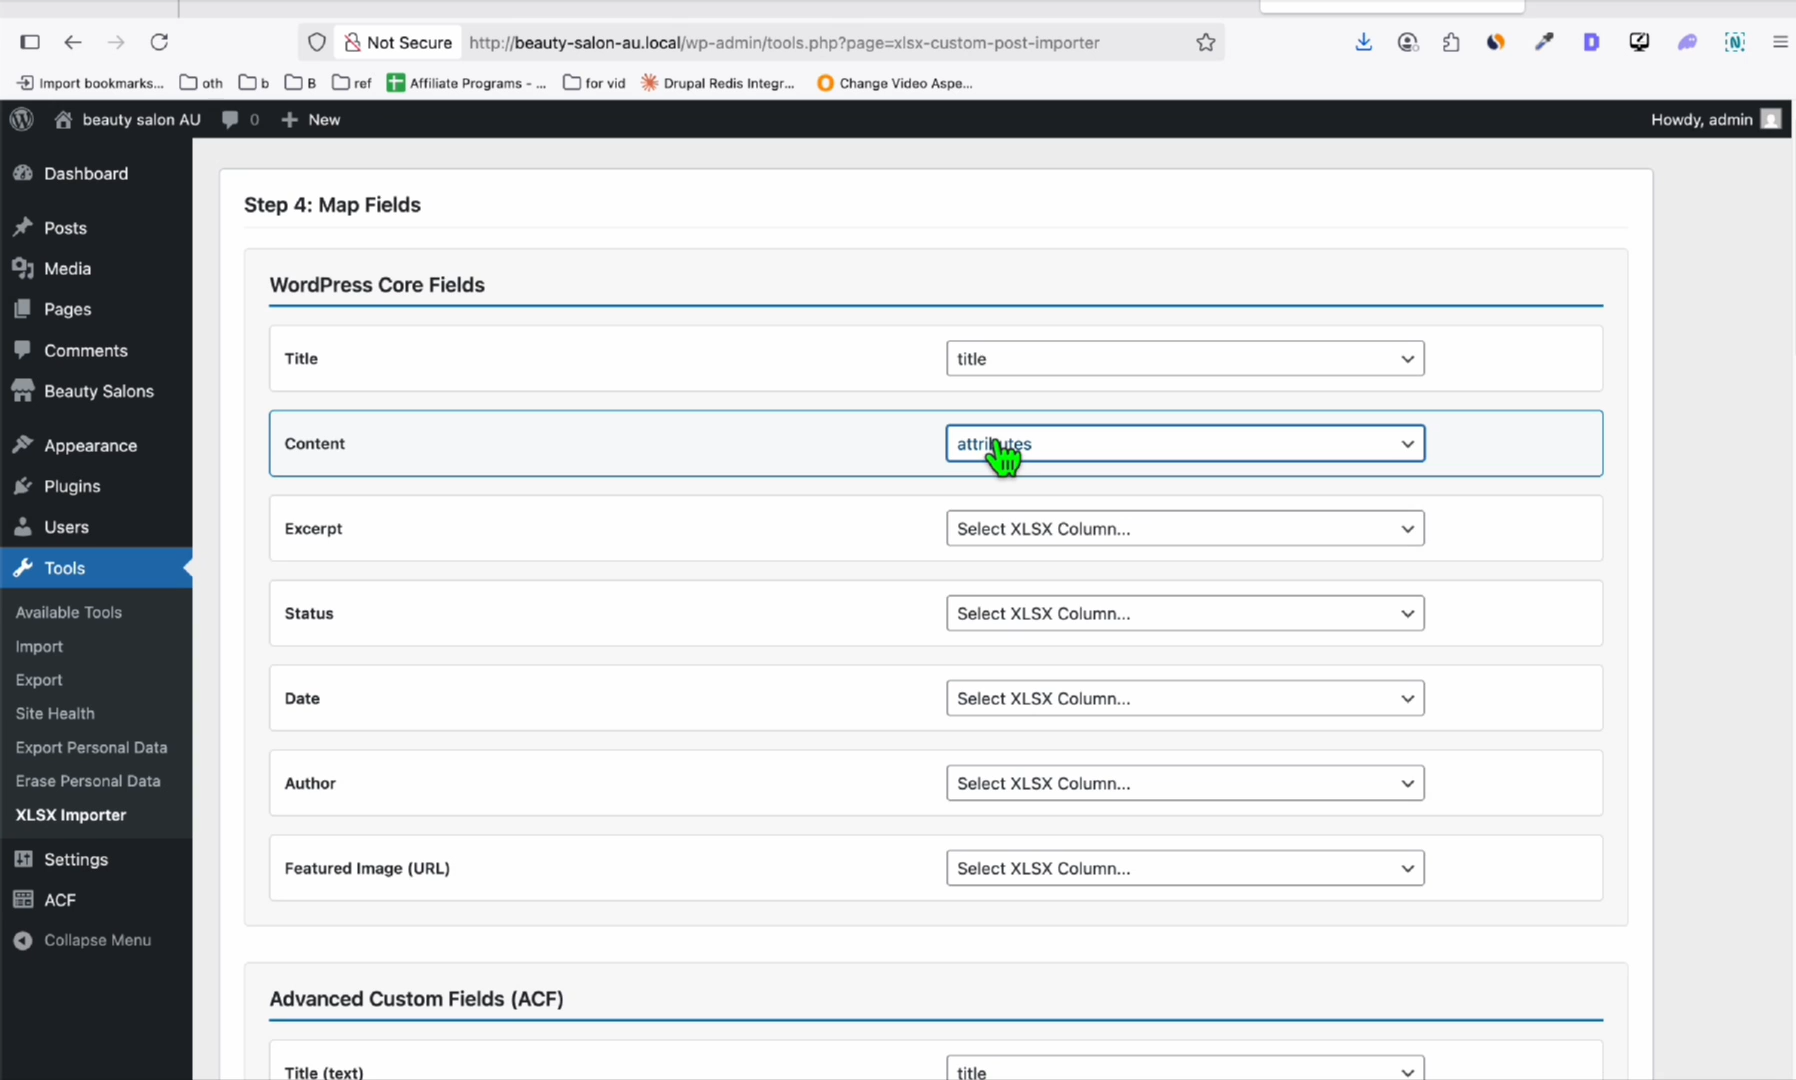 Not Secure
http://beauty-salon-au.local/wp-admin/tools.php?page=xlsx-custom-post-importer
Import bookmarks...
oth
b
B
ref
Affiliate Programs - ...
for vid
Drupal Redis Integr...
Change Video Aspe...
beauty salon AU
0
New
Howdy, admin
Dashboard
Posts
Media
Pages
Comments
Beauty Salons
Appearance
Plugins
Users
Tools
Available Tools
Import
Export
Site Health
Export Personal Data
Erase Personal Data
XLSX Importer
Settings
ACF
Collapse Menu
Step 4: Map Fields
WordPress Core Fields
Title
title
Content
attributes
Excerpt
Select XLSX Column...
Status
Select XLSX Column...
Date
Select XLSX Column...
Author
Select XLSX Column...
Featured Image (URL)
Select XLSX Column...
Advanced Custom Fields (ACF)
Title (text)
title